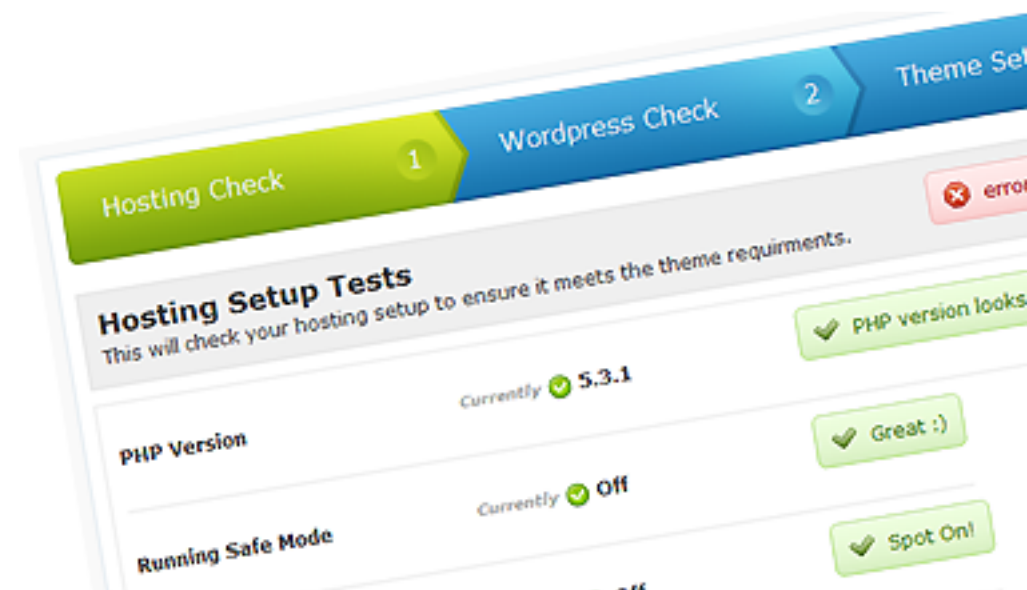 Hosting Check 1
Wordpress Check 2
Theme
Hosting Setup Tests
This will check your hosting setup to ensure it meets the theme requirments.
PHP Version
Currently 5.3.1
PHP version looks
Running Safe Mode
Currently Off
Great :)
Spot On!